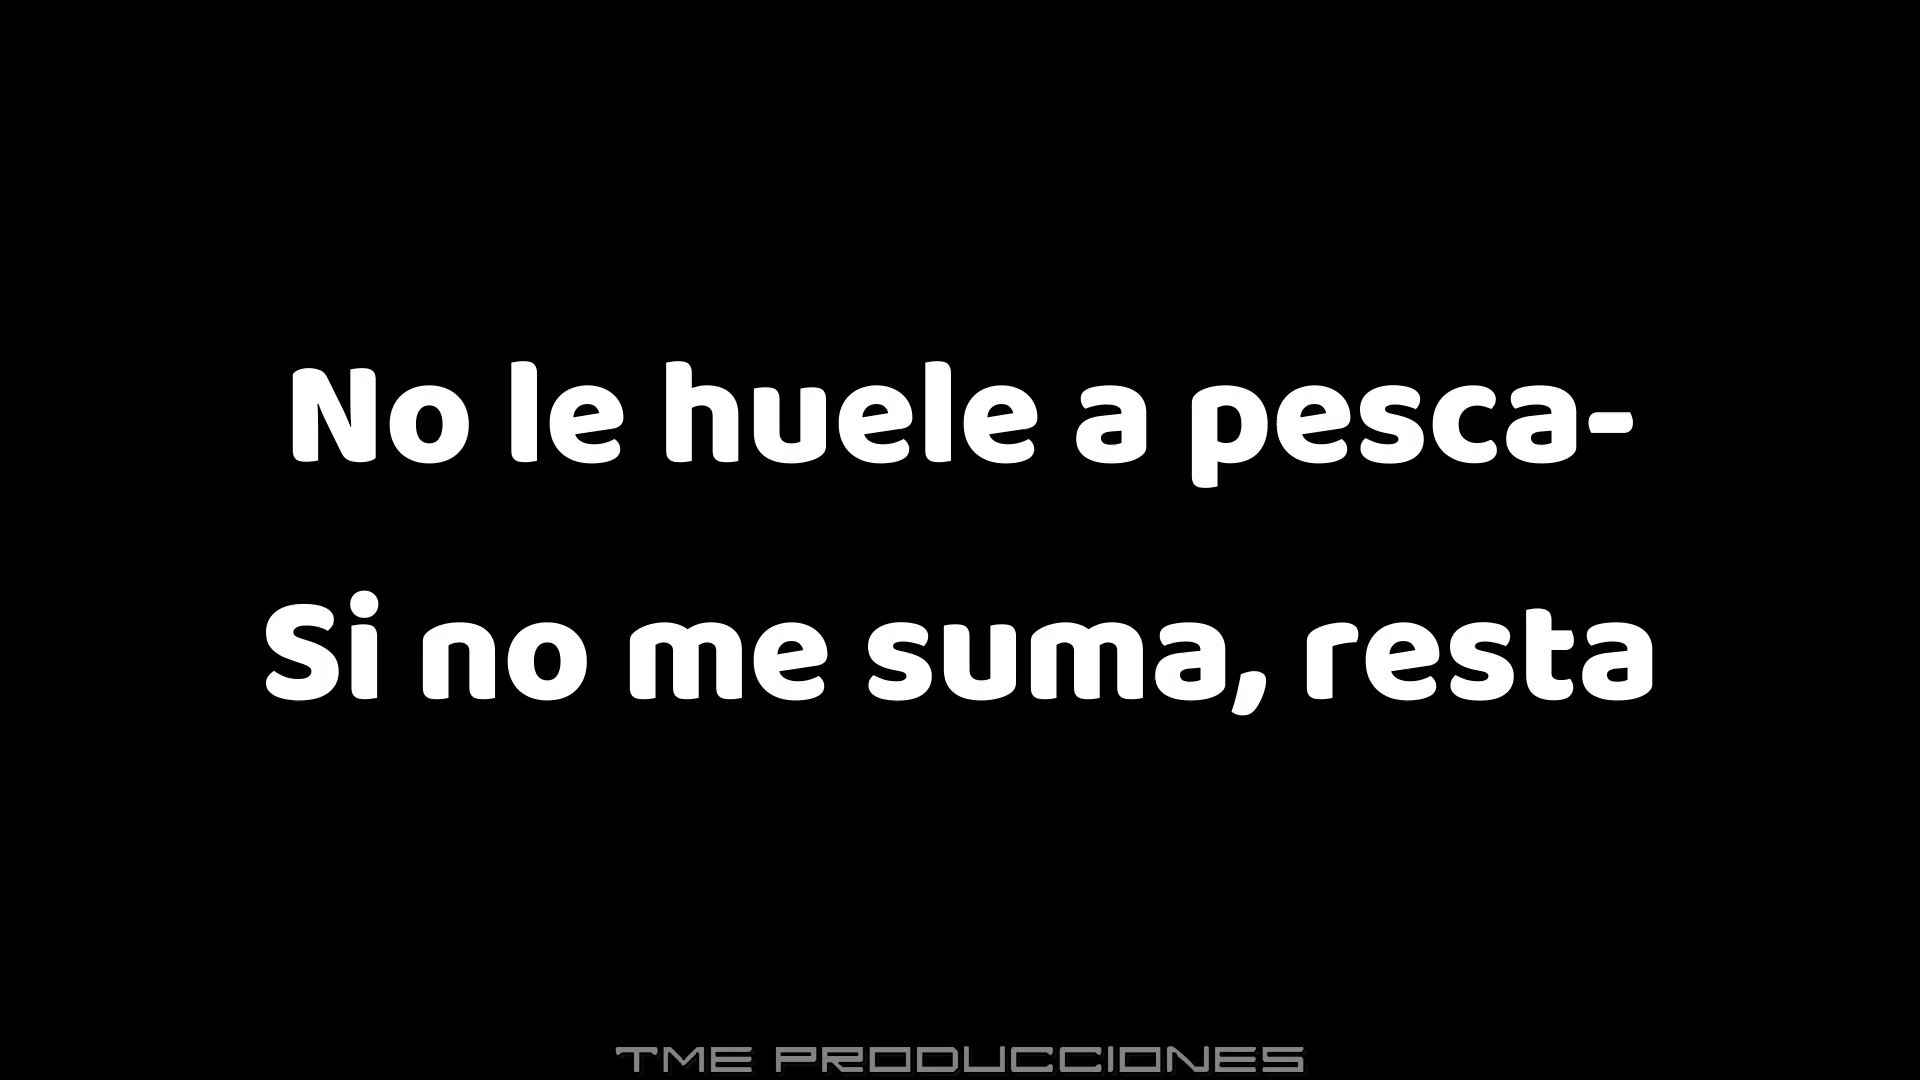 No le huele a pesca-
Si no me suma, resta
TME PRODUCCIONES